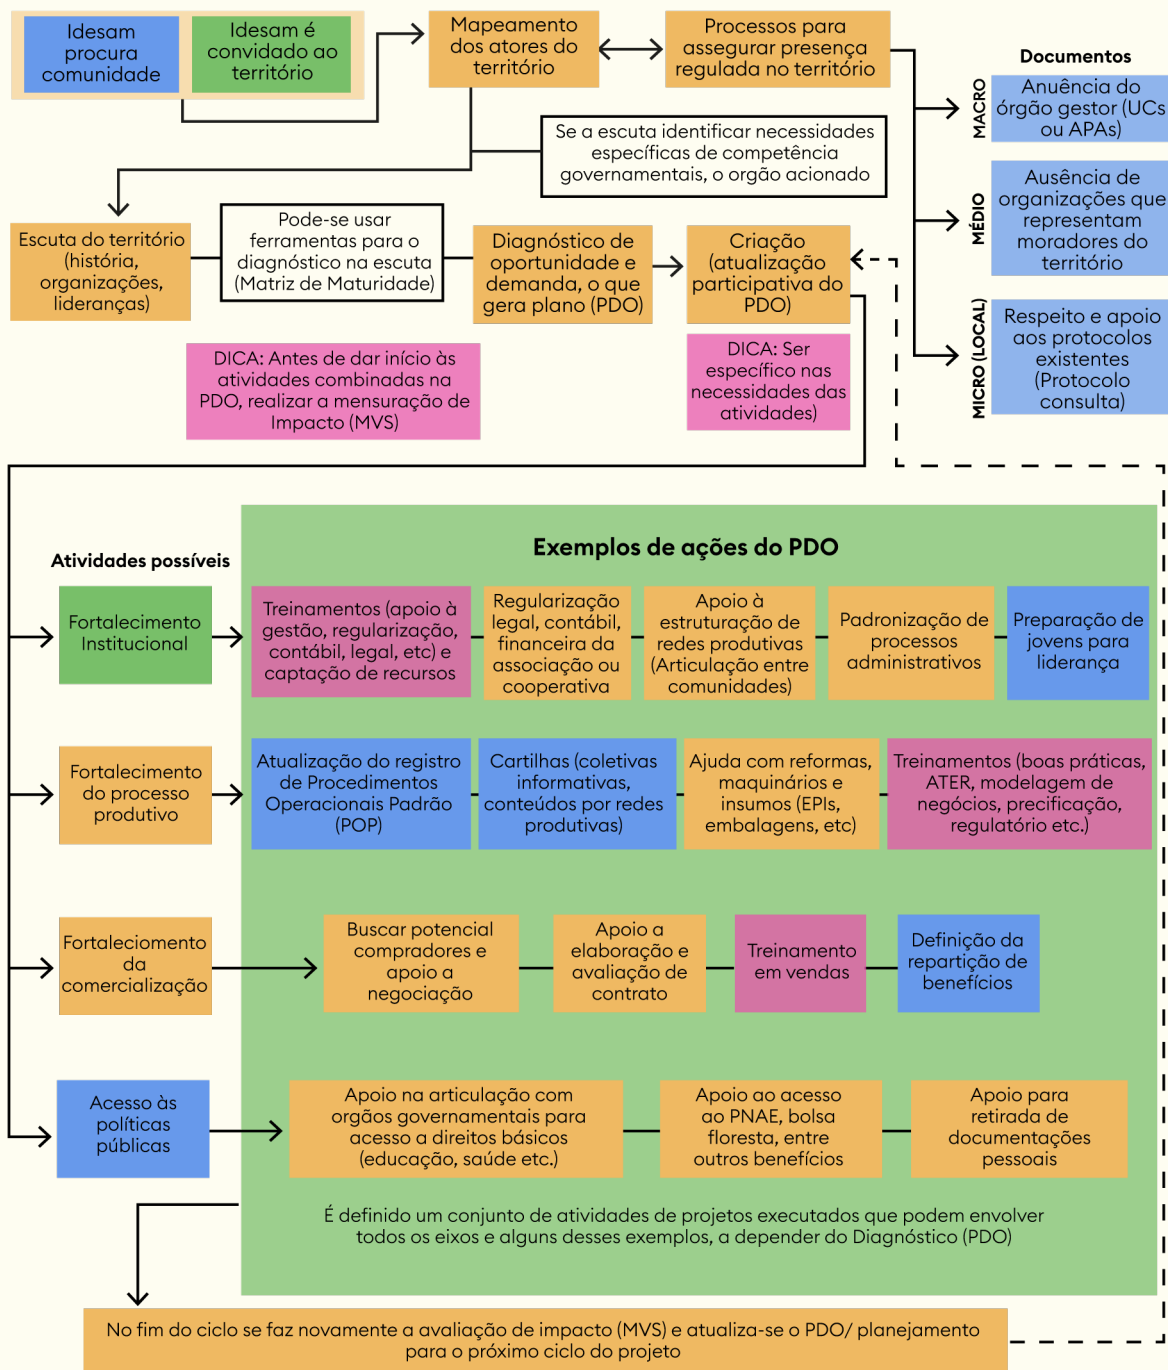 Idesam
procura
comunidade
Idesam é
convidado ao
território
Mapeamento
dos atores do
território
Processos para
assegurar presença
regulada no território
Documentos
MACRO
Anuência do
órgão gestor (UCs
ou APAs)
Se a escuta identificar necessidades
específicas de competência
governamentais, o orgão acionado
MÉDIO
Ausência de
organizações que
representam
moradores do
território
Escuta do território
(história,
organizações,
lideranças)
Pode-se usar
ferramentas para o
diagnóstico na escuta
(Matriz de Maturidade)
Diagnóstico de
oportunidade e
demanda, o que
gera plano (PDO)
Criação
(atualização
participativa do
PDO)
MICRO (LOCAL)
Respeito e apoio
aos protocolos
existentes
(Protocolo
consulta)
DICA: Antes de dar início às
atividades combinadas na
PDO, realizar a mensuração de
Impacto (MVS)
DICA: Ser
específico nas
necessidades das
atividades)
Atividades possíveis
Exemplos de ações do PDO
Fortalecimento
Institucional
Treinamentos (apoio à
gestão, regularização,
contábil, legal, etc) e
captação de recursos
Regularização
legal, contábil,
financeira da
associação ou
cooperativa
Apoio à
estruturação de
redes produtivas
(Articulação entre
comunidades)
Padronização de
processos
administrativos
Preparação de
jovens para
liderança
Fortalecimento
do processo
produtivo
Atualização do registro
de Procedimentos
Operacionais Padrão
(POP)
Cartilhas (coletivas
informativas,
conteúdos por redes
produtivas)
Ajuda com reformas,
maquinários e
insumos (EPIs,
embalagens, etc)
Treinamentos (boas práticas,
ATER, modelagem de
negócios, precificação,
regulatório etc.)
Fortaleciomento
da
comercialização
Buscar potencial
compradores e
apoio a
negociação
Apoio a
elaboração e
avaliação de
contrato
Treinamento
em vendas
Definição da
repartição de
benefícios
Acesso às
políticas
públicas
Apoio na articulação com
orgãos governamentais para
acesso a direitos básicos
(educação, saúde etc.)
Apoio ao acesso
ao PNAE, bolsa
floresta, entre
outros benefícios
Apoio para
retirada de
documentações
pessoais
É definido um conjunto de atividades de projetos executados que podem envolver
todos os eixos e alguns desses exemplos, a depender do Diagnóstico (PDO)
No fim do ciclo se faz novamente a avaliação de impacto (MVS) e atualiza-se o PDO/ planejamento
para o próximo ciclo do projeto